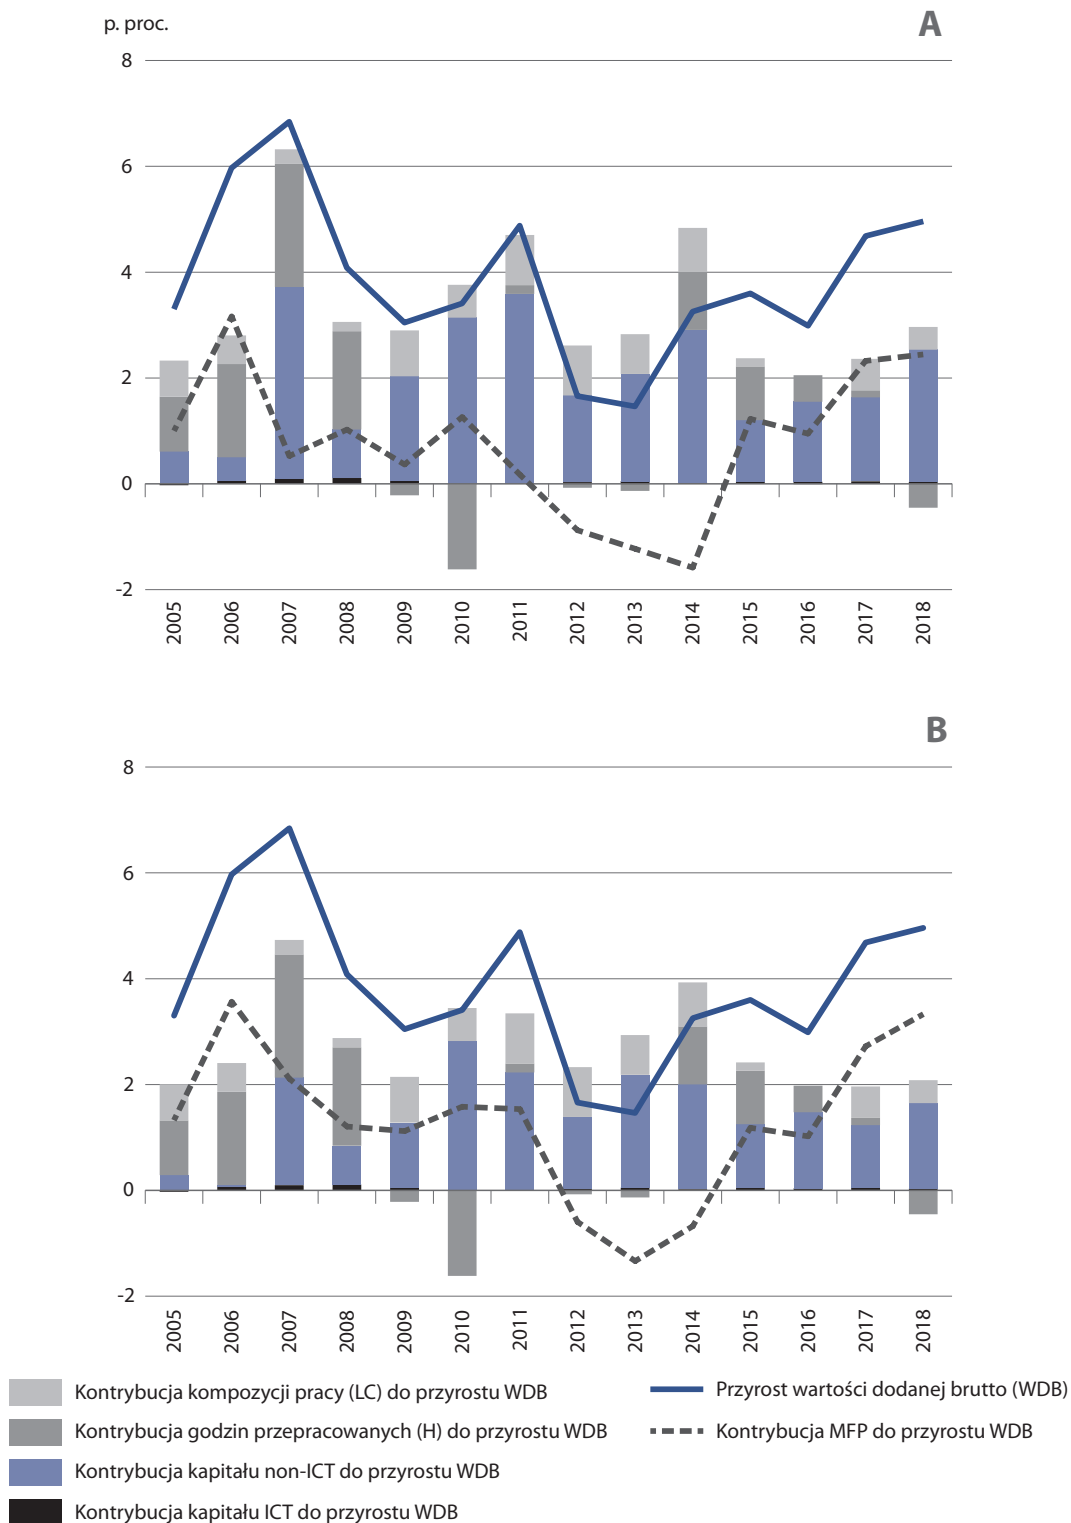 p. proc.
A
8
6
4
2
0
-2
2005 2006 2007 2008 2009 2010 2011 2012 2013 2014 2015 2016 2017 2018
B
8
6
4
2
0
-2
2005 2006 2007 2008 2009 2010 2011 2012 2013 2014 2015 2016 2017 2018
Kontrybucja kompozycji pracy (LC) do przyrostu WDB
Kontrybucja godzin przepracowanych (H) do przyrostu WDB
Kontrybucja kapitału non-ICT do przyrostu WDB
Kontrybucja kapitału ICT do przyrostu WDB
Przyrost wartości dodanej brutto (WDB)
Kontrybucja MFP do przyrostu WDB